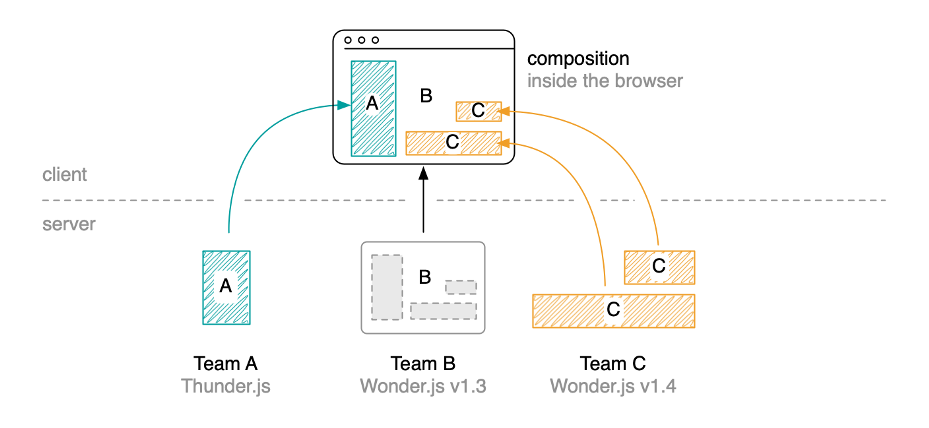 composition
inside the browser
A
B
C
C
client
server
A
B
C
C
Team A
Thunder.js
Team B
Wonder.js v1.3
Team C
Wonder.js v1.4